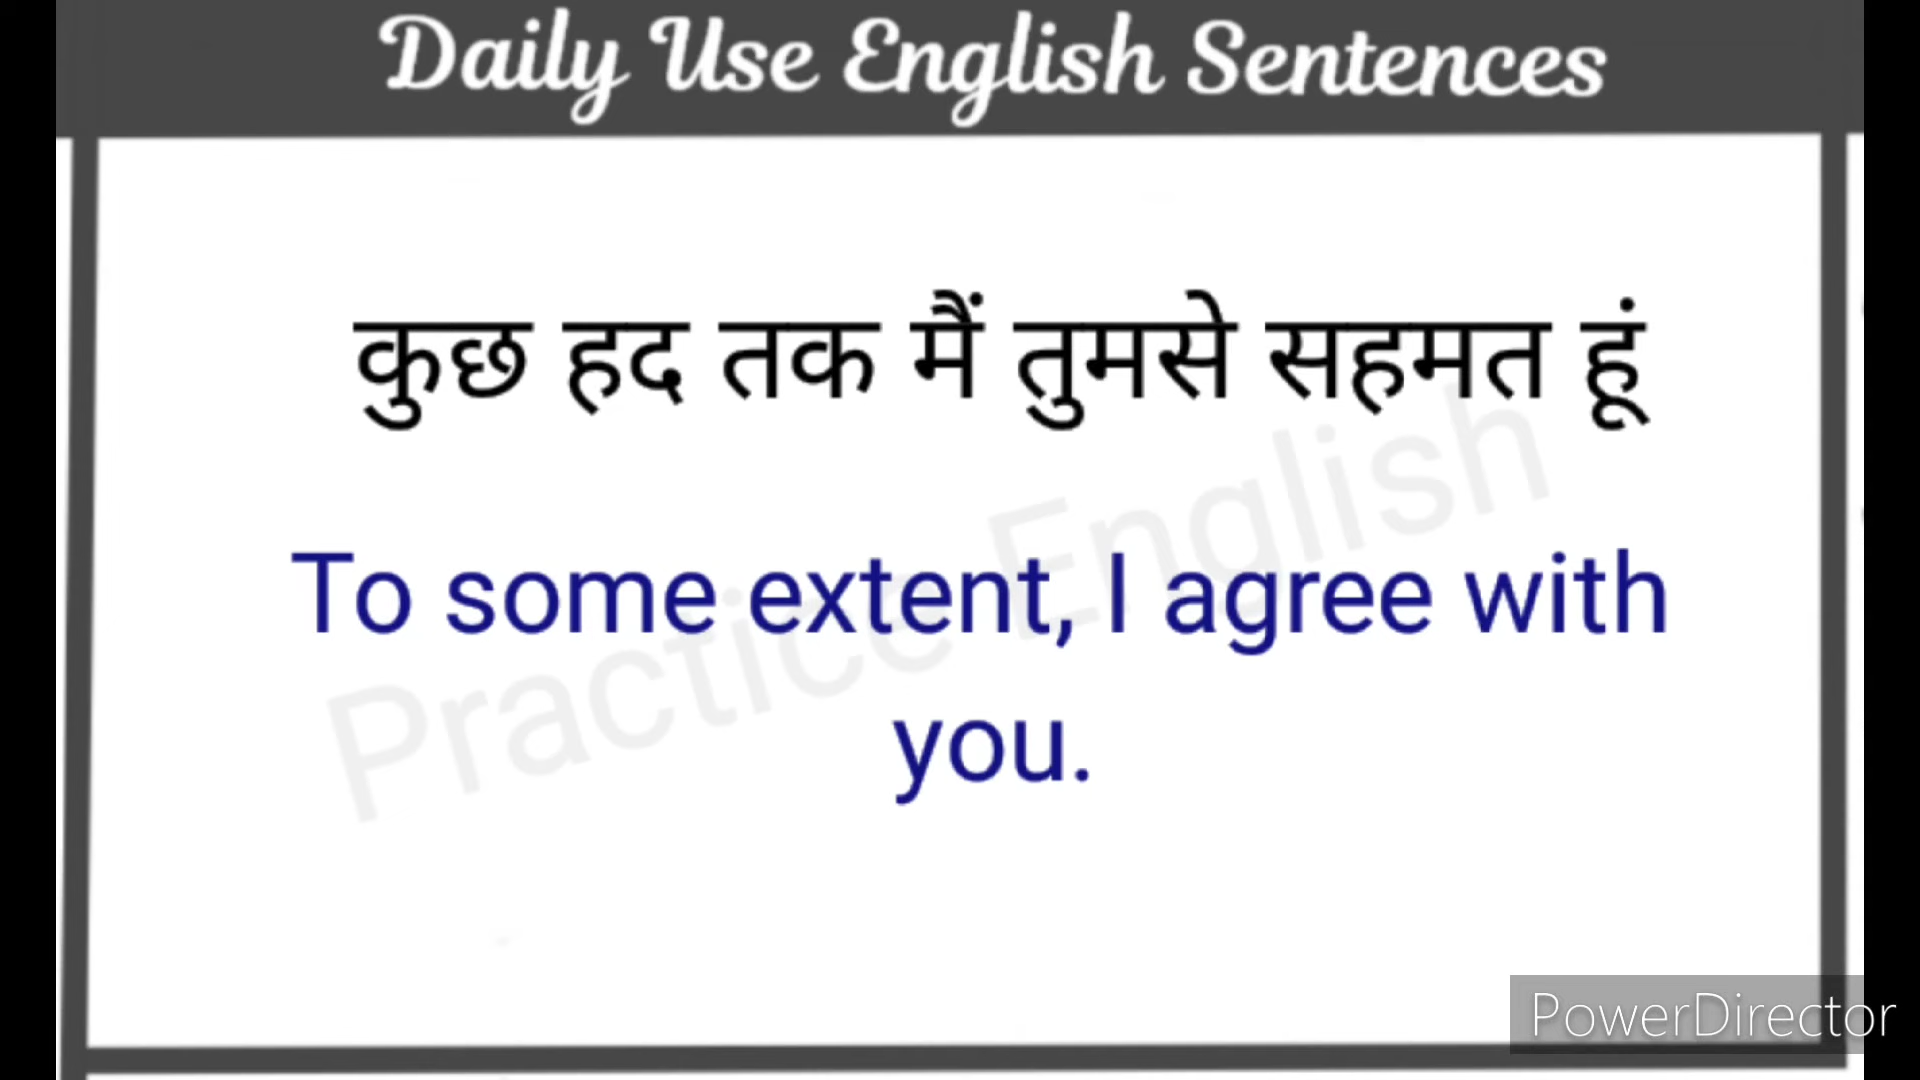 Daily Use English Sentences
कुछ हद तक मैं तुमसे सहमत हूं
To some extent, I agree with
you.
Practice English
PowerDirector